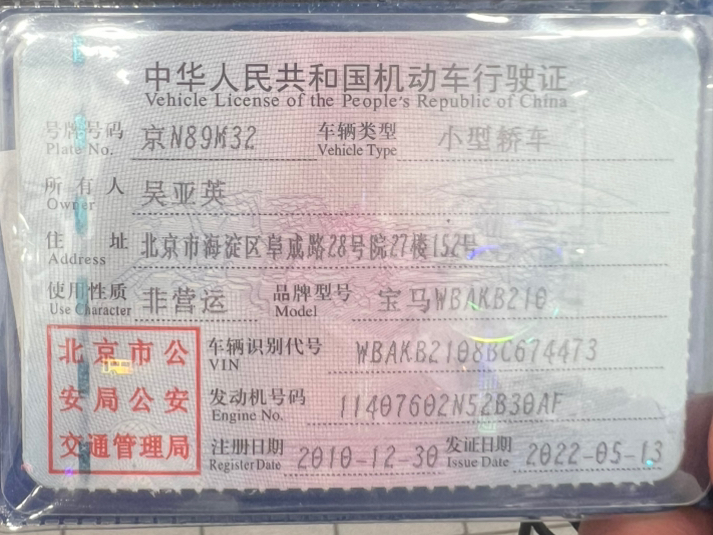 中华人民共和国机动车行驶证
Vehicle License of the People's Republic of China
号牌号码 京N89M32 车辆类型 小型轿车
Plate No. Vehicle Type
所有人 吴亚英
Owner
住址 北京市海淀区阜成路28号院27楼152号
Address
使用性质 非营运 品牌型号 宝马WBAKB210
Use Character Model
车辆识别代号 WBAKB2108BC674473
VIN
发动机号码 11407602N52B30AF
Engine No.
注册日期 2010-12-30 发证日期 2022-05-13
Register Date Issue Date
北京市公
安局公安
交通管理局